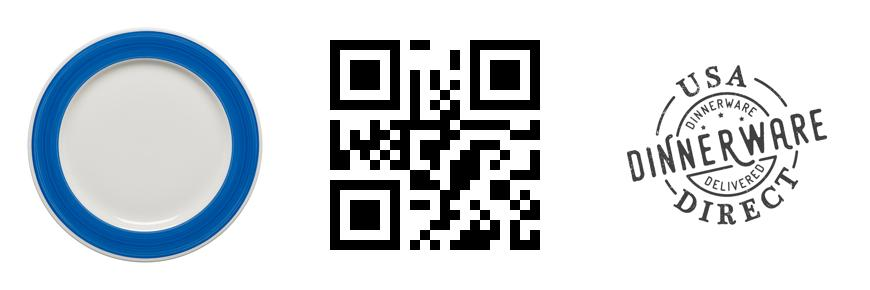 USA
DINNERWARE
DINNERWARE
DELIVERED
DIRECT